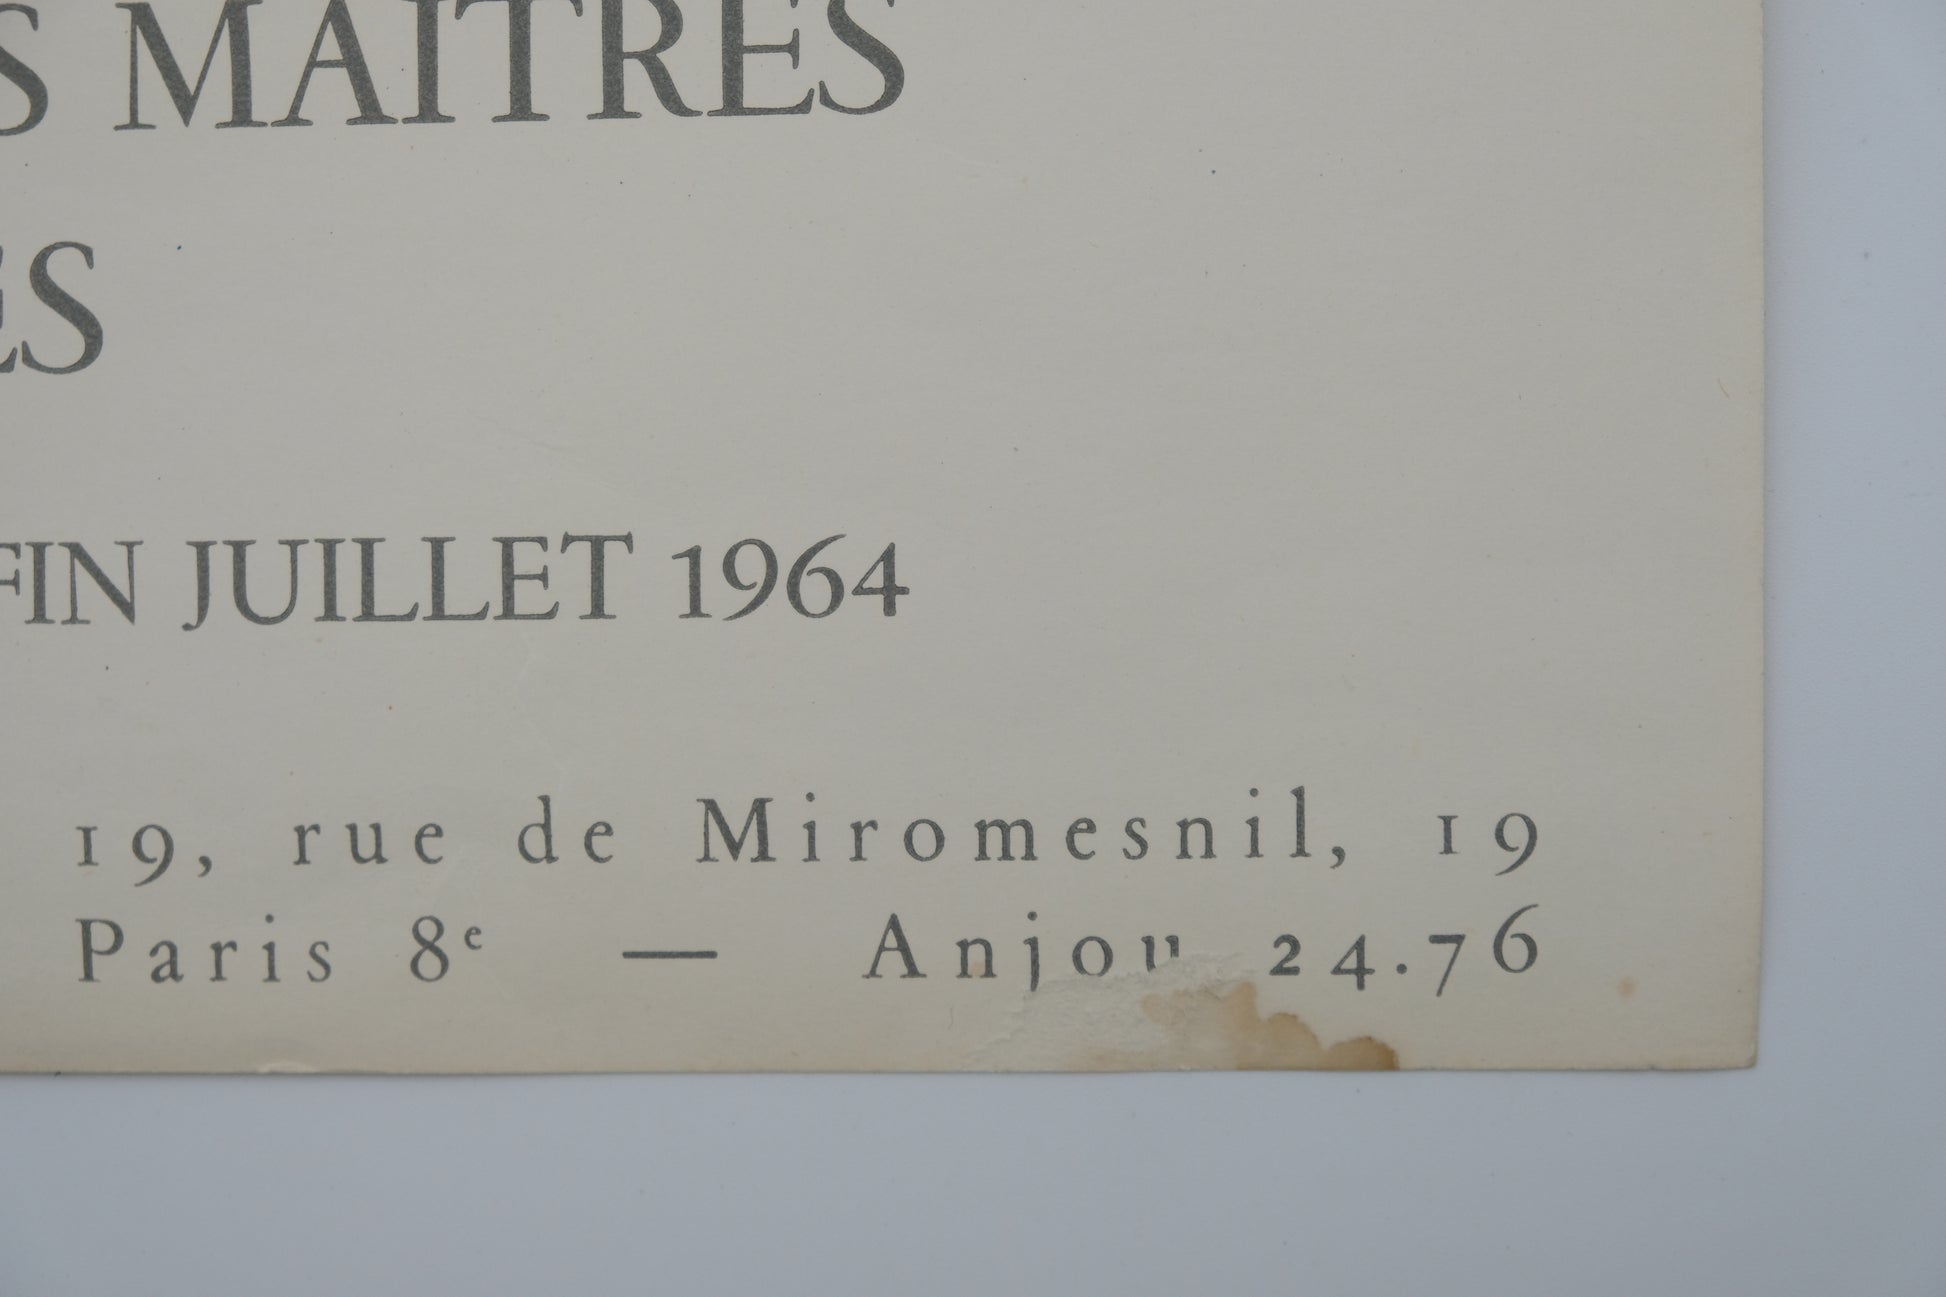 S MAITRES
ES
FIN JUILLET 1964
19, rue de Miromesnil, 19
Paris 8e — Anjou 24.76